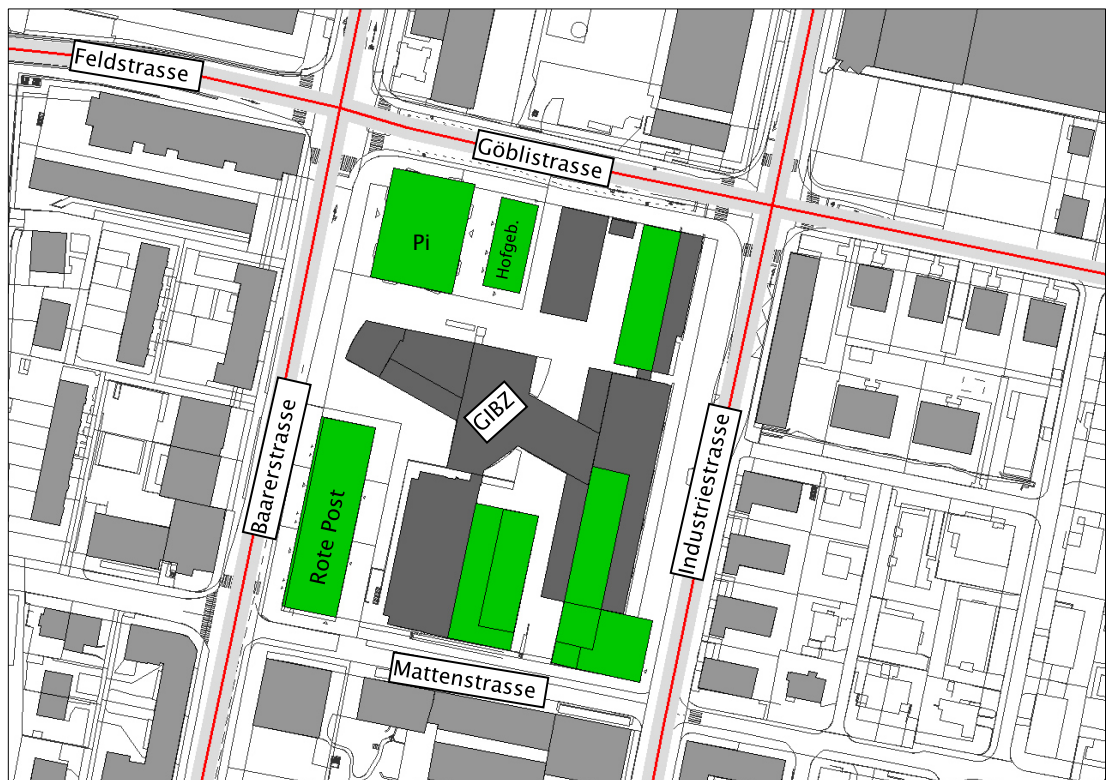 Feldstrasse
Göblistrasse
Pi
Hofgeb.
GIBZ
Baarerstrasse
Rote Post
Industriestrasse
Mattenstrasse